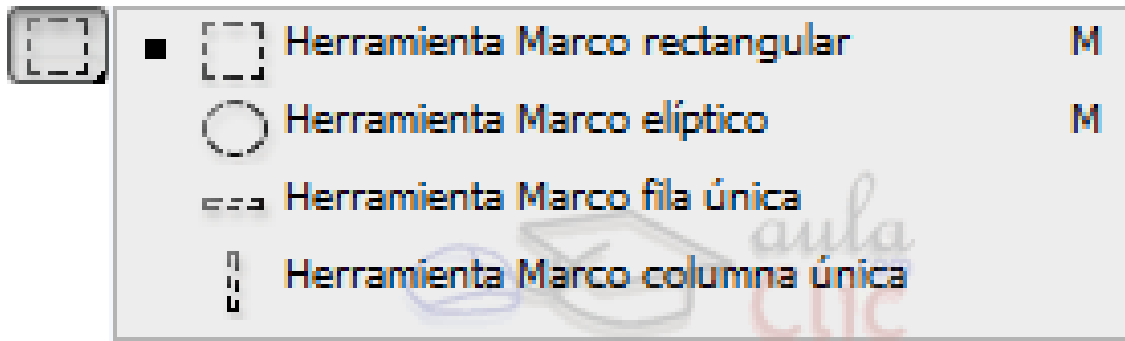 Herramienta Marco rectangular M
Herramienta Marco elíptico M
Herramienta Marco fila única
Herramienta Marco columna única
aula
Clic